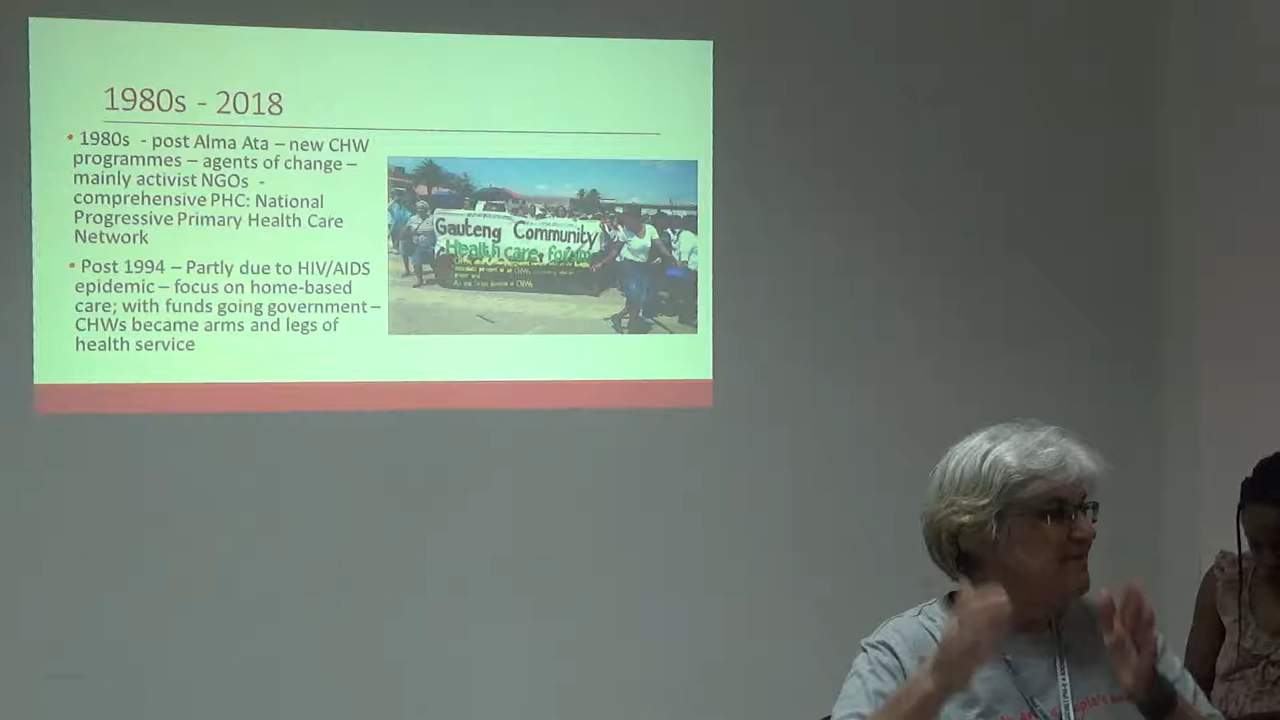 1980s - 2018
• 1980s - post Alma Ata – new CHW
programmes – agents of change –
mainly activist NGOs -
comprehensive PHC: National
Progressive Primary Health Care
Network
• Post 1994 – Partly due to HIV/AIDS
epidemic – focus on home-based
care; with funds going government –
CHWs became arms and legs of
health service
Gauteng Community
Health care forum